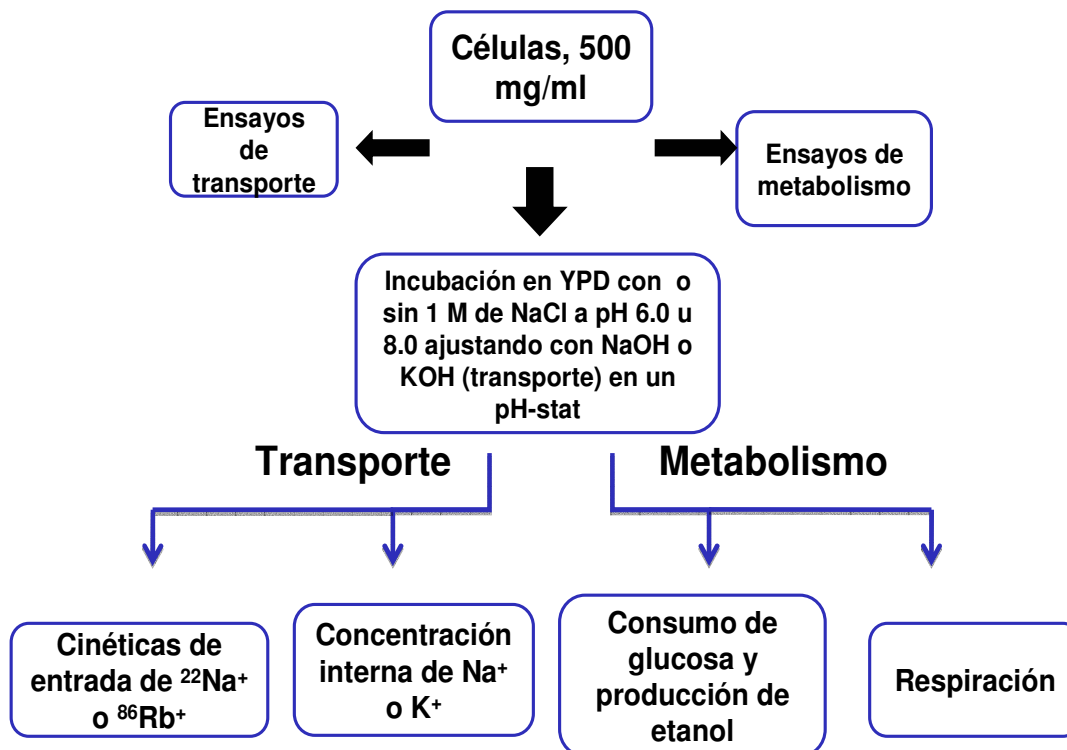 Células, 500
mg/ml
Ensayos
de
transporte
Ensayos de
metabolismo
Incubación en YPD con o
sin 1 M de NaCl a pH 6.0 u
8.0 ajustando con NaOH o
KOH (transporte) en un
pH-stat
Transporte
Metabolismo
Cinéticas de
entrada de ²²Na⁺
o ⁸⁶Rb⁺
Concentración
interna de Na⁺
o K⁺
Consumo de
glucosa y
producción de
etanol
Respiración